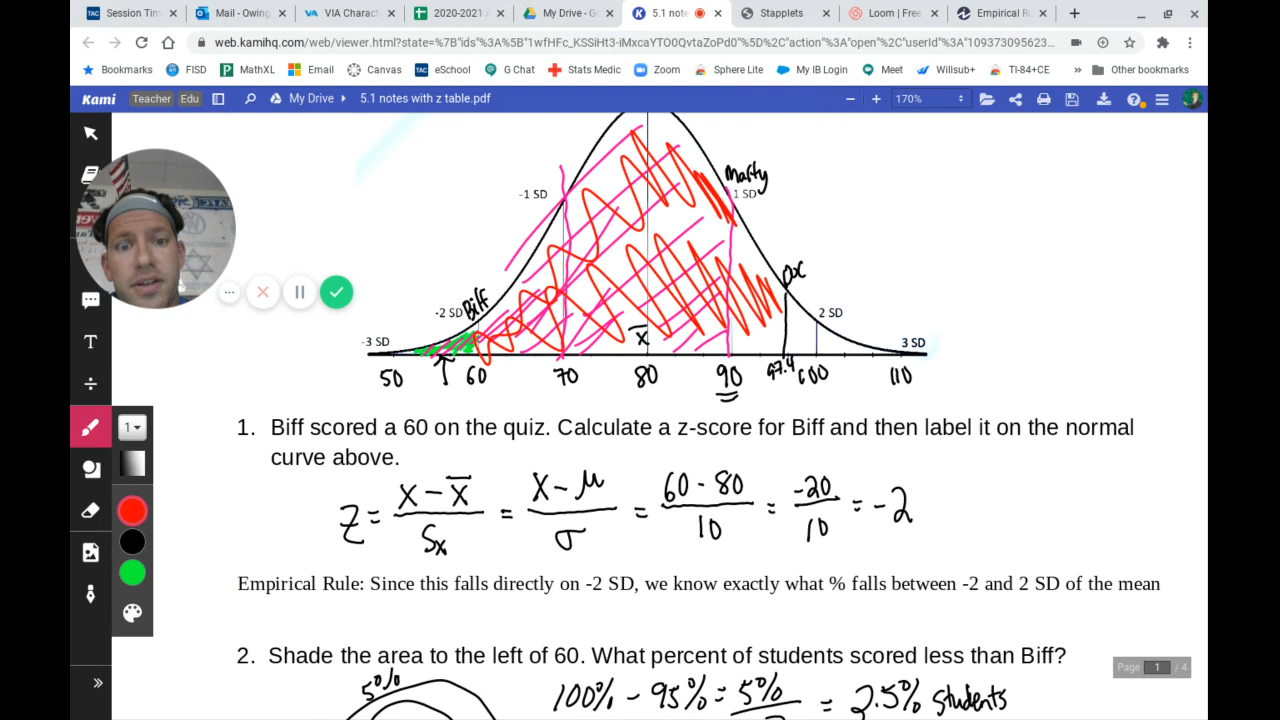 Session Tim
Mail - Owing
VIA Charact
2020-2021 A
My Drive - G
5.1 note
Stapplets
Loom | Free
Empirical Ru
web.kamihq.com/web/viewer.html?state=%7B"ids"%3A%5B"1wfHFc_KSSiHt3-iMxcaYTO0QvtaZoPd0"%5D%2C"action"%3A"open"%2C"userId"%3A"109373095623...
Bookmarks
FISD
MathXL
Email
Canvas
eSchool
G Chat
Stats Medic
Zoom
Sphere Lite
My IB Login
Meet
Willsub+
TI-84+CE
»
Other bookmarks
Kami
Teacher
Edu
My Drive
5.1 notes with z table.pdf
170%
Marty
-1 SD
1 SD
DOC
Biff
-2 SD
2 SD
x̄
-3 SD
3 SD
50 60 70 80 90 97.4 100 110
1. Biff scored a 60 on the quiz. Calculate a z-score for Biff and then label it on the normal
curve above.
Z = (X - x̄)/Sx = (X - μ)/σ = (60 - 80)/10 = -20/10 = -2
Empirical Rule: Since this falls directly on -2 SD, we know exactly what % falls between -2 and 2 SD of the mean
2. Shade the area to the left of 60. What percent of students scored less than Biff?
5%
100% - 95% = 5% = 2.5% students
Page 1 / 4
T
1